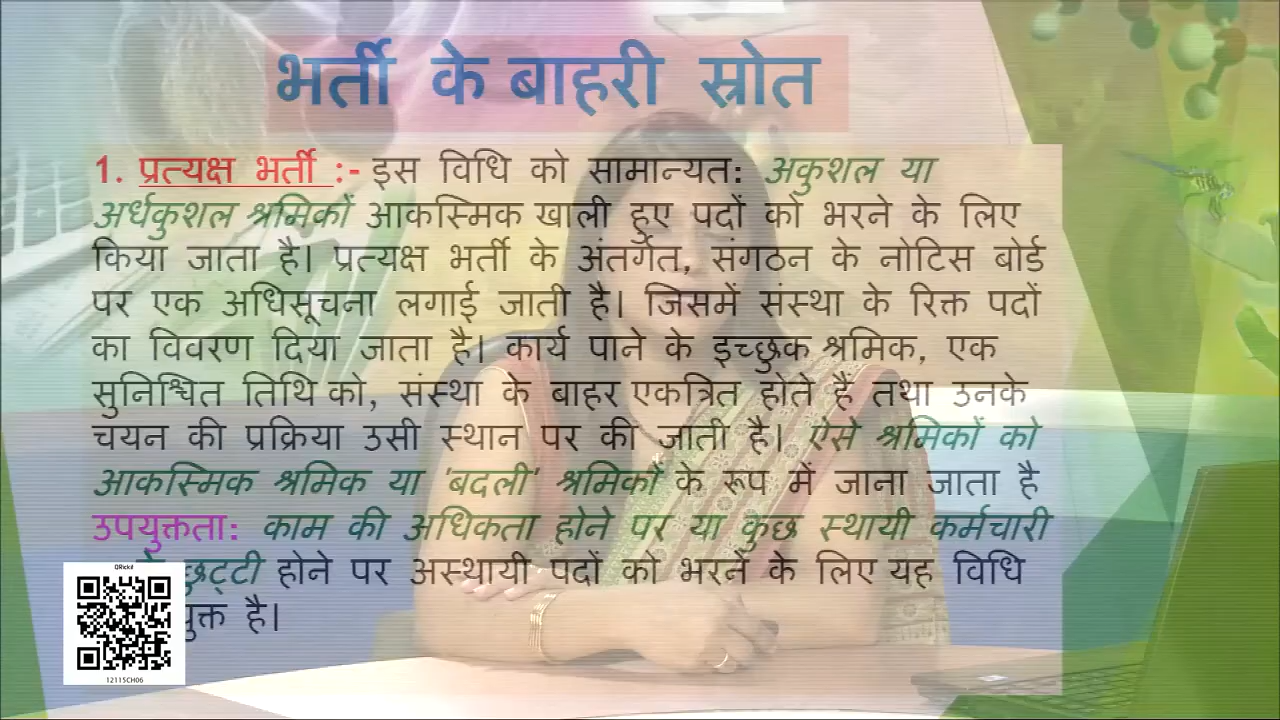 भर्ती के बाहरी स्रोत
1. प्रत्यक्ष भर्ती :- इस विधि को सामान्यत: अकुशल या
अर्धकुशल श्रमिकों आकस्मिक खाली हुए पदों को भरने के लिए
किया जाता है। प्रत्यक्ष भर्ती के अंतर्गत, संगठन के नोटिस बोर्ड
पर एक अधिसूचना लगाई जाती है। जिसमें संस्था के रिक्त पदों
का विवरण दिया जाता है। कार्य पाने के इच्छुक श्रमिक, एक
सुनिश्चित तिथि को, संस्था के बाहर एकत्रित होते हैं तथा उनके
चयन की प्रक्रिया उसी स्थान पर की जाती है। ऐसे श्रमिकों को
आकस्मिक श्रमिक या 'बदली' श्रमिकों के रूप में जाना जाता है
उपयुक्तता: काम की अधिकता होने पर या कुछ स्थायी कर्मचारी
छुट्टी होने पर अस्थायी पदों को भरने के लिए यह विधि
है।
12115CH06